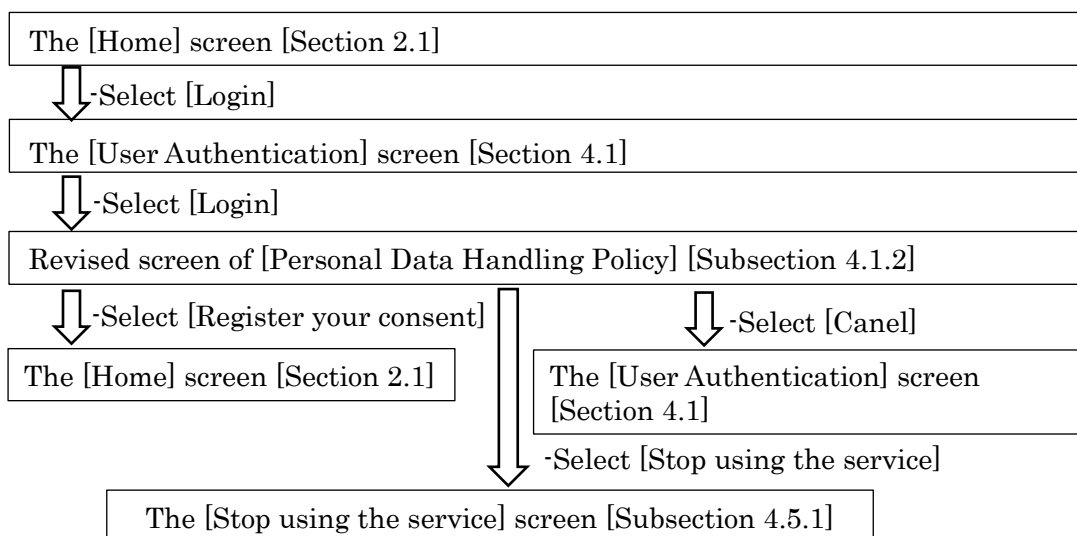 The [Home] screen [Section 2.1]
-Select [Login]
The [User Authentication] screen [Section 4.1]
-Select [Login]
Revised screen of [Personal Data Handling Policy] [Subsection 4.1.2]
-Select [Register your consent]
-Select [Canel]
The [Home] screen [Section 2.1]
The [User Authentication] screen
[Section 4.1]
-Select [Stop using the service]
The [Stop using the service] screen [Subsection 4.5.1]